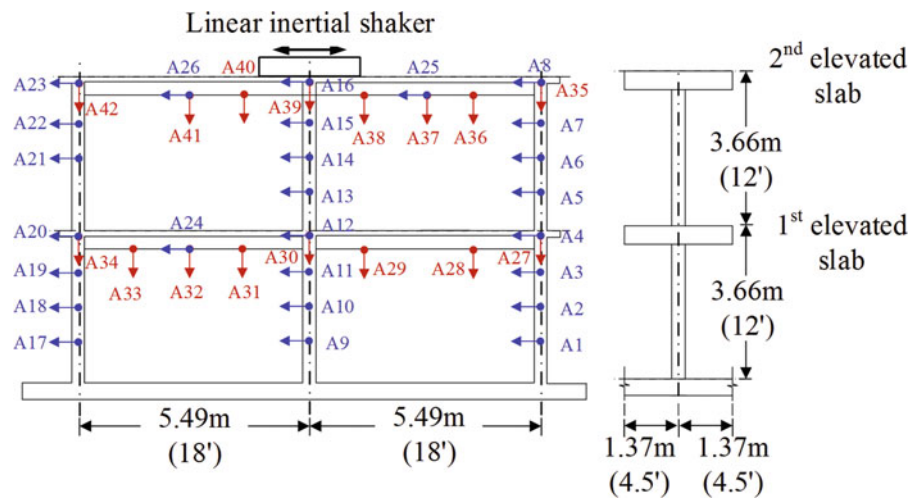 Linear inertial shaker
A26 A40 A25 A8
A23 A16 A35
A42 A39
A41 A38 A37 A36
A22 A15 A7
A21 A14 A6
A13 A5
A24 A12
A20 A4
A34 A30 A29 A28 A27
A19 A11 A3
A33 A32 A31
A18 A10 A2
A17 A9 A1
5.49m
(18')
5.49m
(18')
2nd elevated
slab
3.66m
(12')
1st elevated
slab
3.66m
(12')
1.37m
(4.5')
1.37m
(4.5')